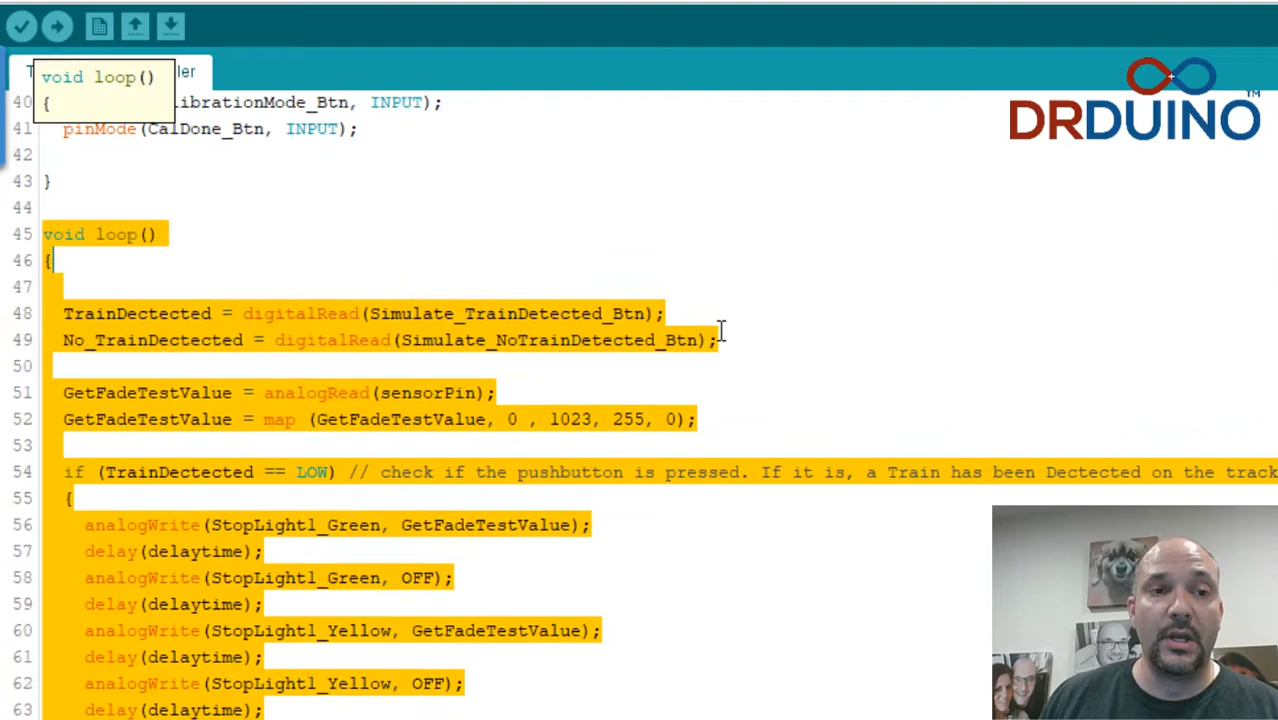 void loop()
{
T
ler
DRDUINO™
40 librationMode_Btn, INPUT);
41 pinMode(CalDone_Btn, INPUT);
42
43 }
44
45 void loop()
46 {
47
48 TrainDectected = digitalRead(Simulate_TrainDetected_Btn);
49 No_TrainDectected = digitalRead(Simulate_NoTrainDetected_Btn);
50
51 GetFadeTestValue = analogRead(sensorPin);
52 GetFadeTestValue = map (GetFadeTestValue, 0 , 1023, 255, 0);
53
54 if (TrainDectected == LOW) // check if the pushbutton is pressed. If it is, a Train has been Dectected on the track
55 {
56 analogWrite(StopLight1_Green, GetFadeTestValue);
57 delay(delaytime);
58 analogWrite(StopLight1_Green, OFF);
59 delay(delaytime);
60 analogWrite(StopLight1_Yellow, GetFadeTestValue);
61 delay(delaytime);
62 analogWrite(StopLight1_Yellow, OFF);
63 delay(delaytime);